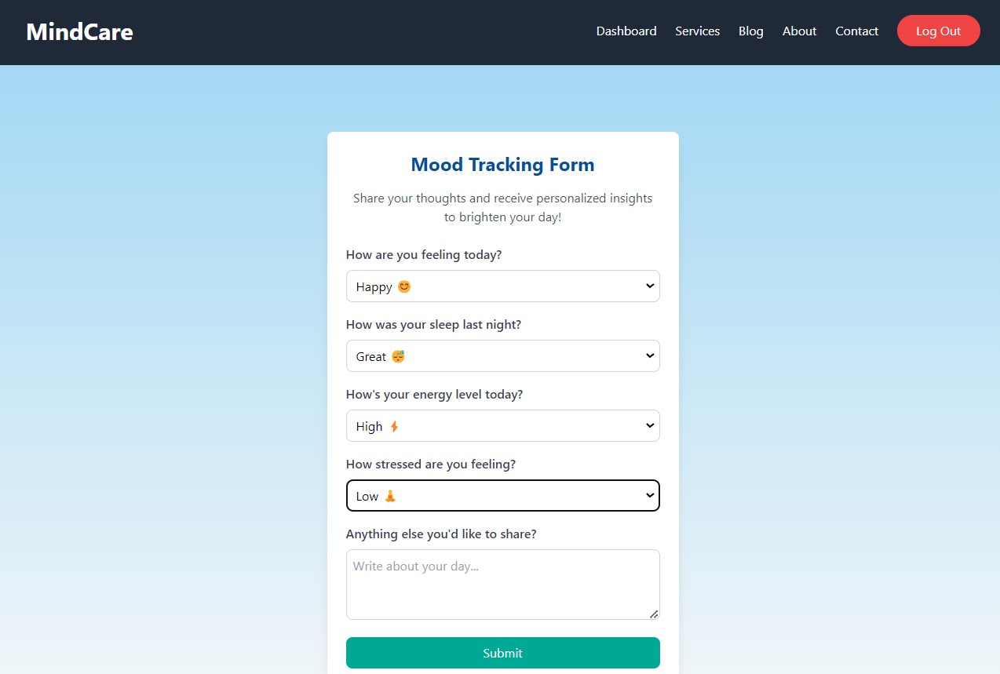 MindCare
Dashboard Services Blog About Contact Log Out
Mood Tracking Form
Share your thoughts and receive personalized insights
to brighten your day!
How are you feeling today?
Happy 😊
How was your sleep last night?
Great 😴
How's your energy level today?
High ⚡
How stressed are you feeling?
Low 🧘
Anything else you'd like to share?
Write about your day...
Submit